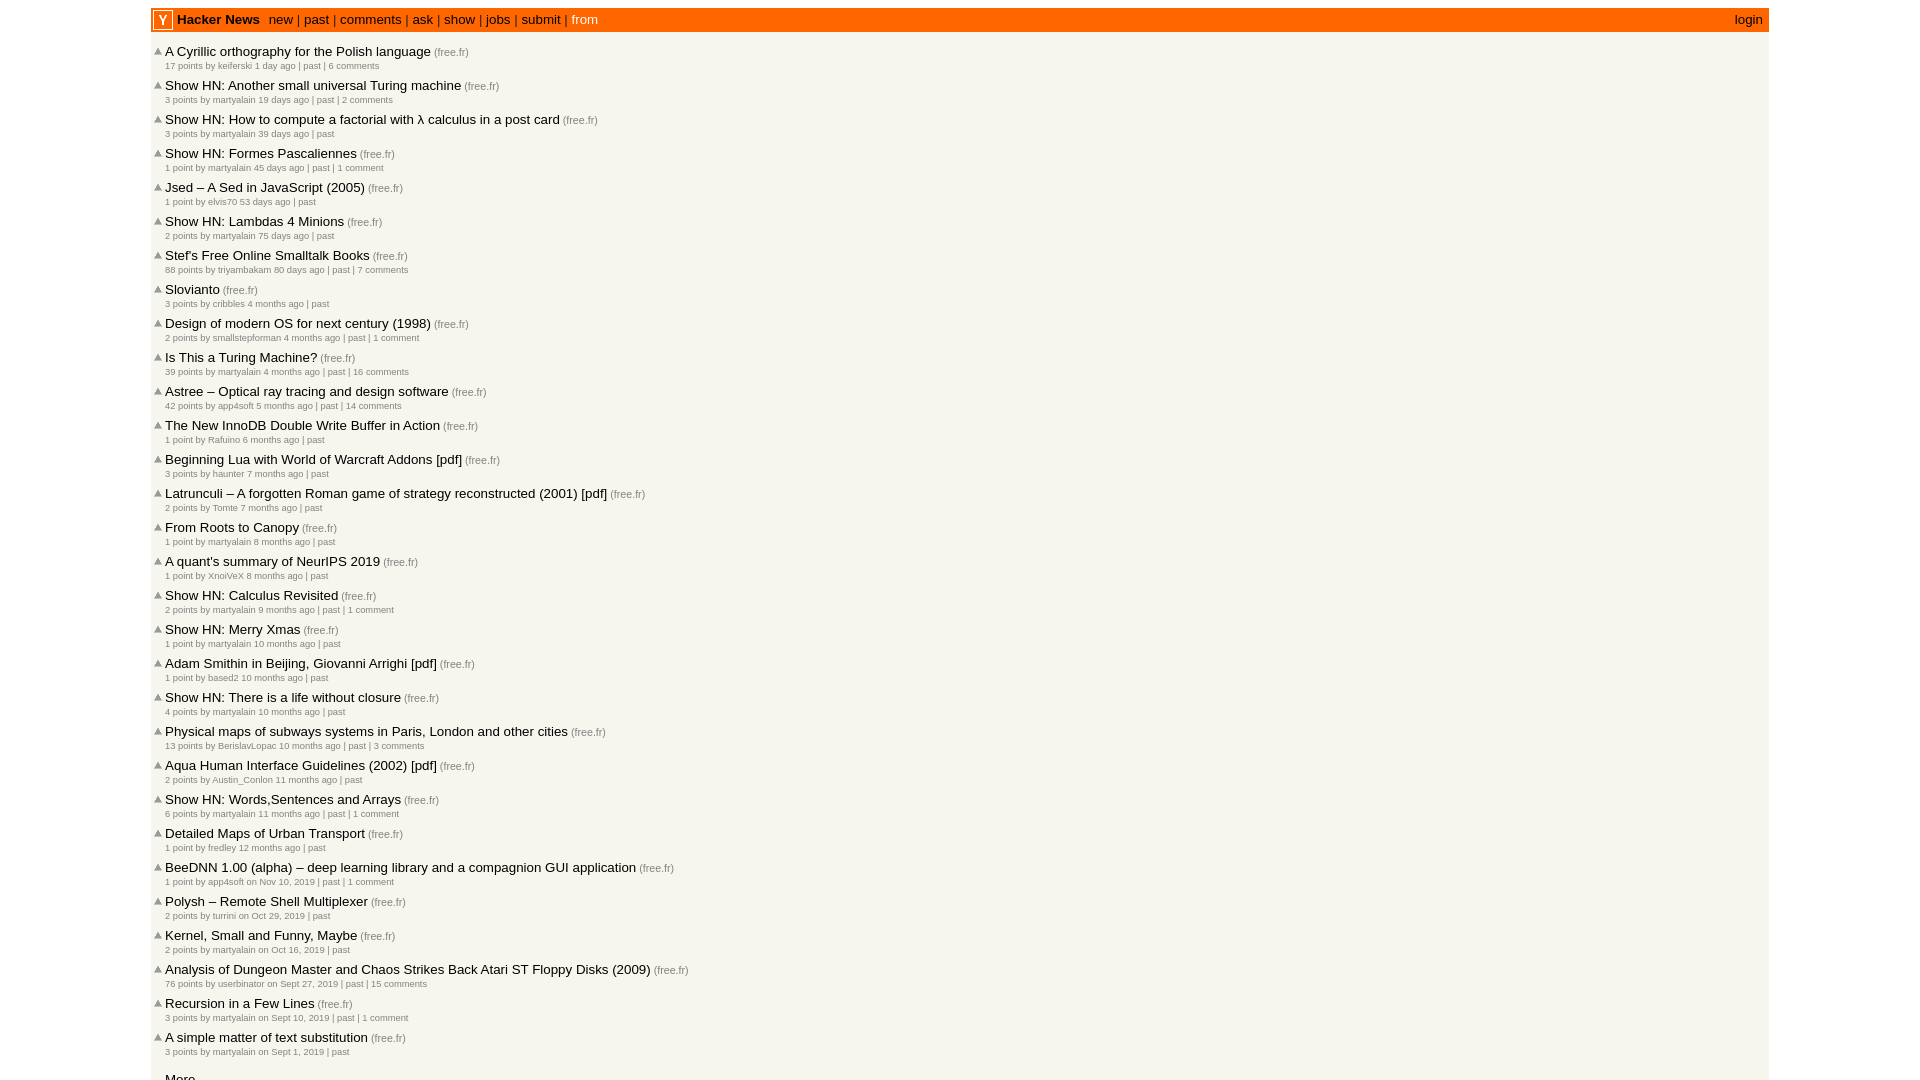 Y Hacker News new | past | comments | ask | show | jobs | submit | from login
A Cyrillic orthography for the Polish language (free.fr)
17 points by keiferski 1 day ago | past | 6 comments
Show HN: Another small universal Turing machine (free.fr)
3 points by martyalain 19 days ago | past | 2 comments
Show HN: How to compute a factorial with λ calculus in a post card (free.fr)
3 points by martyalain 39 days ago | past
Show HN: Formes Pascaliennes (free.fr)
1 point by martyalain 45 days ago | past | 1 comment
Jsed – A Sed in JavaScript (2005) (free.fr)
1 point by elvis70 53 days ago | past
Show HN: Lambdas 4 Minions (free.fr)
2 points by martyalain 75 days ago | past
Stef's Free Online Smalltalk Books (free.fr)
88 points by triyambakam 80 days ago | past | 7 comments
Slovianto (free.fr)
3 points by cribbles 4 months ago | past
Design of modern OS for next century (1998) (free.fr)
2 points by smallstepforman 4 months ago | past | 1 comment
Is This a Turing Machine? (free.fr)
39 points by martyalain 4 months ago | past | 16 comments
Astree – Optical ray tracing and design software (free.fr)
42 points by app4soft 5 months ago | past | 14 comments
The New InnoDB Double Write Buffer in Action (free.fr)
1 point by Rafuino 6 months ago | past
Beginning Lua with World of Warcraft Addons [pdf] (free.fr)
3 points by haunter 7 months ago | past
Latrunculi – A forgotten Roman game of strategy reconstructed (2001) [pdf] (free.fr)
2 points by Tomte 7 months ago | past
From Roots to Canopy (free.fr)
1 point by martyalain 8 months ago | past
A quant's summary of NeurIPS 2019 (free.fr)
1 point by XnoiVeX 8 months ago | past
Show HN: Calculus Revisited (free.fr)
2 points by martyalain 9 months ago | past | 1 comment
Show HN: Merry Xmas (free.fr)
1 point by martyalain 10 months ago | past
Adam Smithin in Beijing, Giovanni Arrighi [pdf] (free.fr)
1 point by based2 10 months ago | past
Show HN: There is a life without closure (free.fr)
4 points by martyalain 10 months ago | past
Physical maps of subways systems in Paris, London and other cities (free.fr)
13 points by BerislavLopac 10 months ago | past | 3 comments
Aqua Human Interface Guidelines (2002) [pdf] (free.fr)
2 points by Austin_Conlon 11 months ago | past
Show HN: Words,Sentences and Arrays (free.fr)
6 points by martyalain 11 months ago | past | 1 comment
Detailed Maps of Urban Transport (free.fr)
1 point by fredley 12 months ago | past
BeeDNN 1.00 (alpha) – deep learning library and a compagnion GUI application (free.fr)
1 point by app4soft on Nov 10, 2019 | past | 1 comment
Polysh – Remote Shell Multiplexer (free.fr)
2 points by turrini on Oct 29, 2019 | past
Kernel, Small and Funny, Maybe (free.fr)
2 points by martyalain on Oct 16, 2019 | past
Analysis of Dungeon Master and Chaos Strikes Back Atari ST Floppy Disks (2009) (free.fr)
76 points by userbinator on Sept 27, 2019 | past | 15 comments
Recursion in a Few Lines (free.fr)
3 points by martyalain on Sept 10, 2019 | past | 1 comment
A simple matter of text substitution (free.fr)
3 points by martyalain on Sept 1, 2019 | past
More